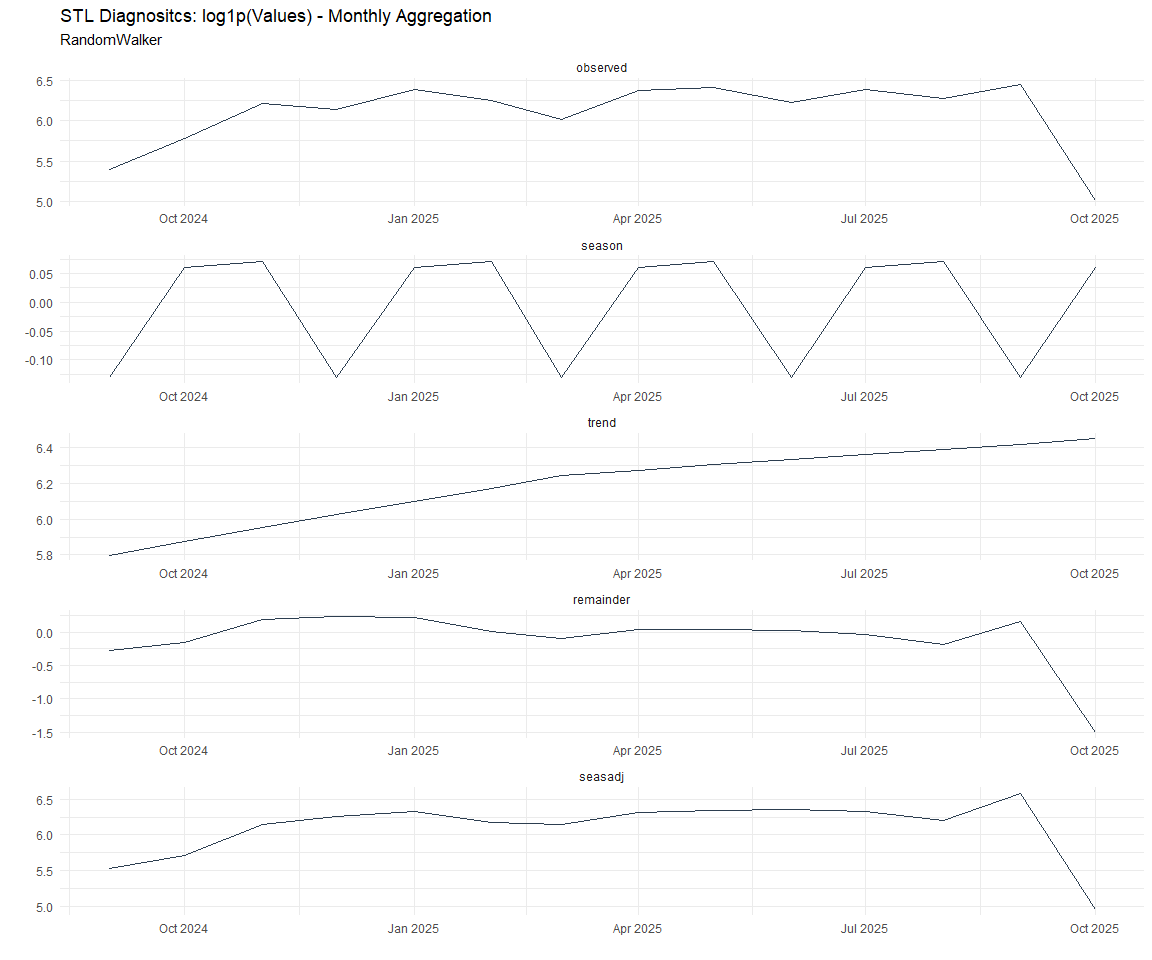 STL Diagnositcs: log1p(Values) - Monthly Aggregation
RandomWalker
observed
6.5
6.0
5.5
5.0
Oct 2024 Jan 2025 Apr 2025 Jul 2025 Oct 2025
season
0.05
0.00
-0.05
-0.10
Oct 2024 Jan 2025 Apr 2025 Jul 2025 Oct 2025
trend
6.4
6.2
6.0
5.8
Oct 2024 Jan 2025 Apr 2025 Jul 2025 Oct 2025
remainder
0.0
-0.5
-1.0
-1.5
Oct 2024 Jan 2025 Apr 2025 Jul 2025 Oct 2025
seasadj
6.5
6.0
5.5
5.0
Oct 2024 Jan 2025 Apr 2025 Jul 2025 Oct 2025